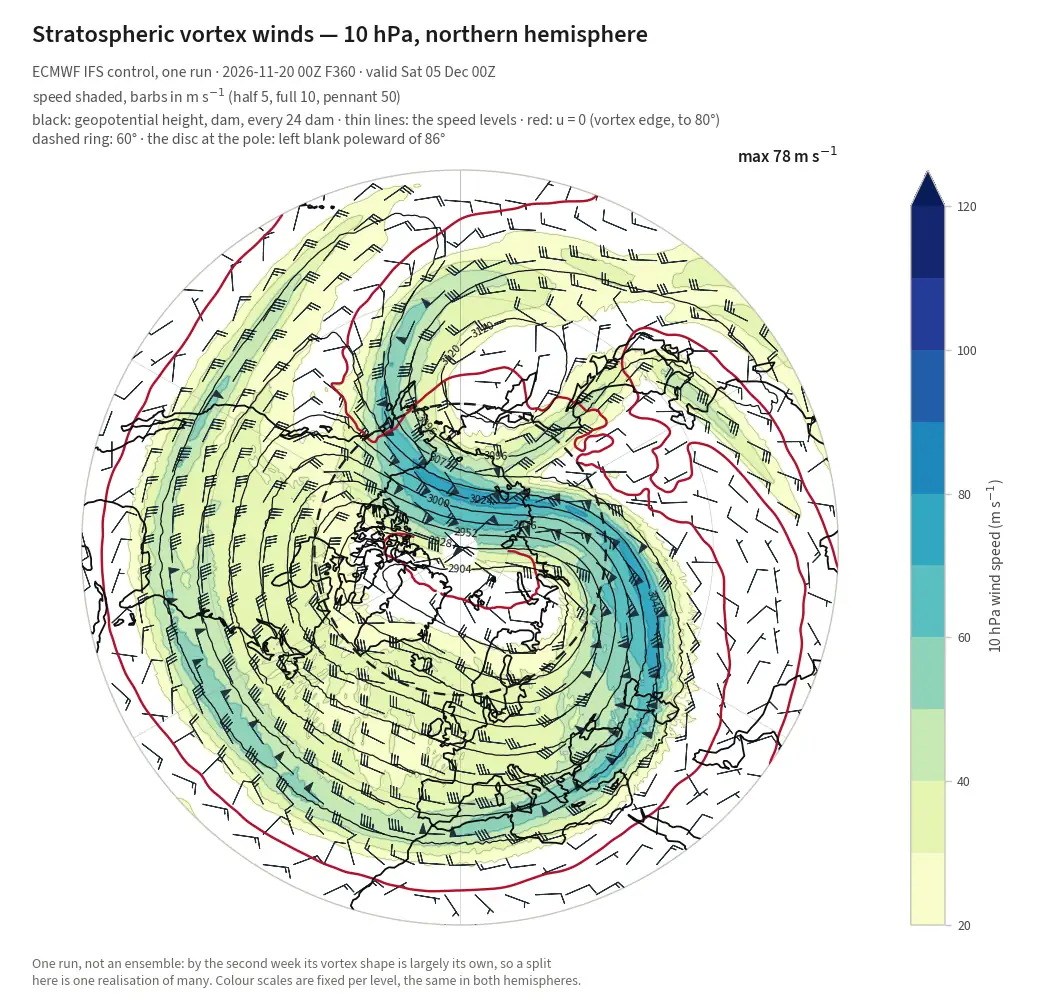 Stratospheric vortex winds — 10 hPa, northern hemisphere
ECMWF IFS control, one run · 2026-11-20 00Z F360 · valid Sat 05 Dec 00Z
speed shaded, barbs in m s⁻¹ (half 5, full 10, pennant 50)
black: geopotential height, dam, every 24 dam · thin lines: the speed levels · red: u = 0 (vortex edge, to 80°)
dashed ring: 60° · the disc at the pole: left blank poleward of 86°
max 78 m s⁻¹
120
100
80
60
40
20
10 hPa wind speed (m s⁻¹)
3096
3000
2952
2904
One run, not an ensemble: by the second week its vortex shape is largely its own, so a split
here is one realisation of many. Colour scales are fixed per level, the same in both hemispheres.